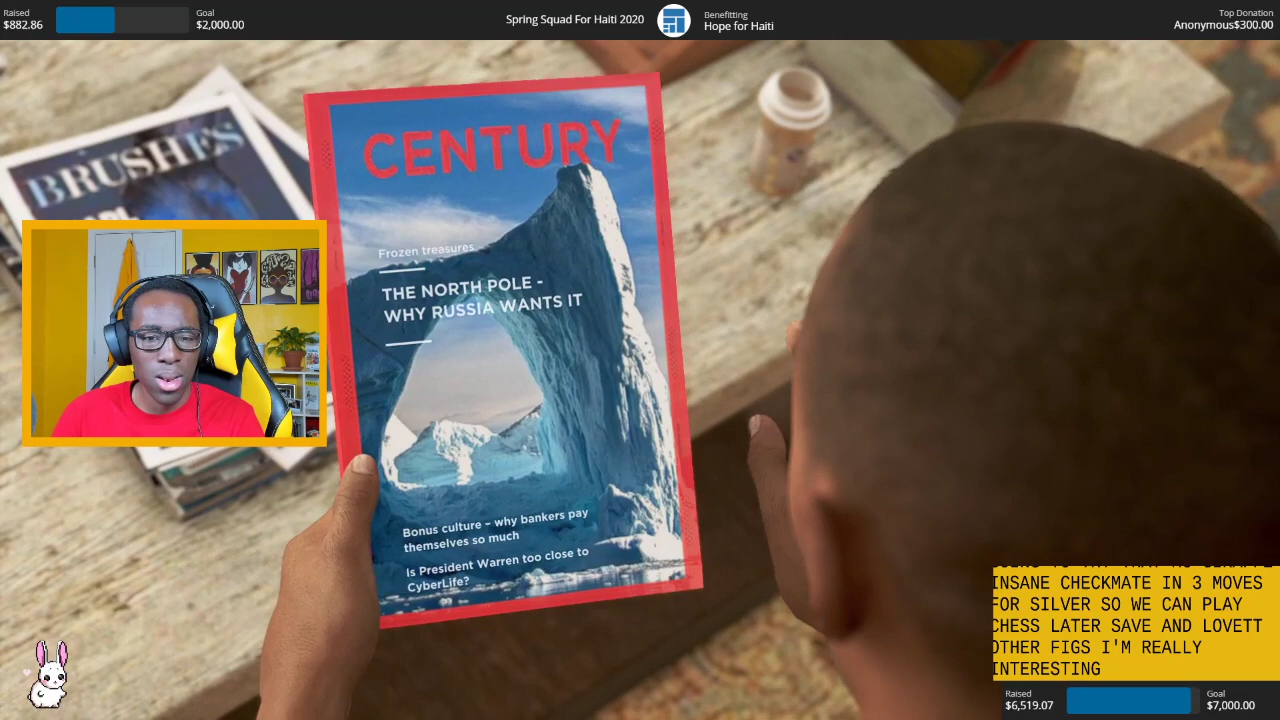 Raised
$882.86
Goal
$2,000.00
Spring Squad For Haiti 2020
Benefitting
Hope for Haiti
Top Donation
Anonymous$300.00
BRUSHES
CENTURY
Frozen treasures
THE NORTH POLE -
WHY RUSSIA WANTS IT
Bonus culture – why bankers pay
themselves so much
Is President Warren too close to
CyberLife?
INSANE CHECKMATE IN 3 MOVES
FOR SILVER SO WE CAN PLAY
CHESS LATER SAVE AND LOVETT
OTHER FIGS I'M REALLY
INTERESTING
Raised
$6,519.07
Goal
$7,000.00